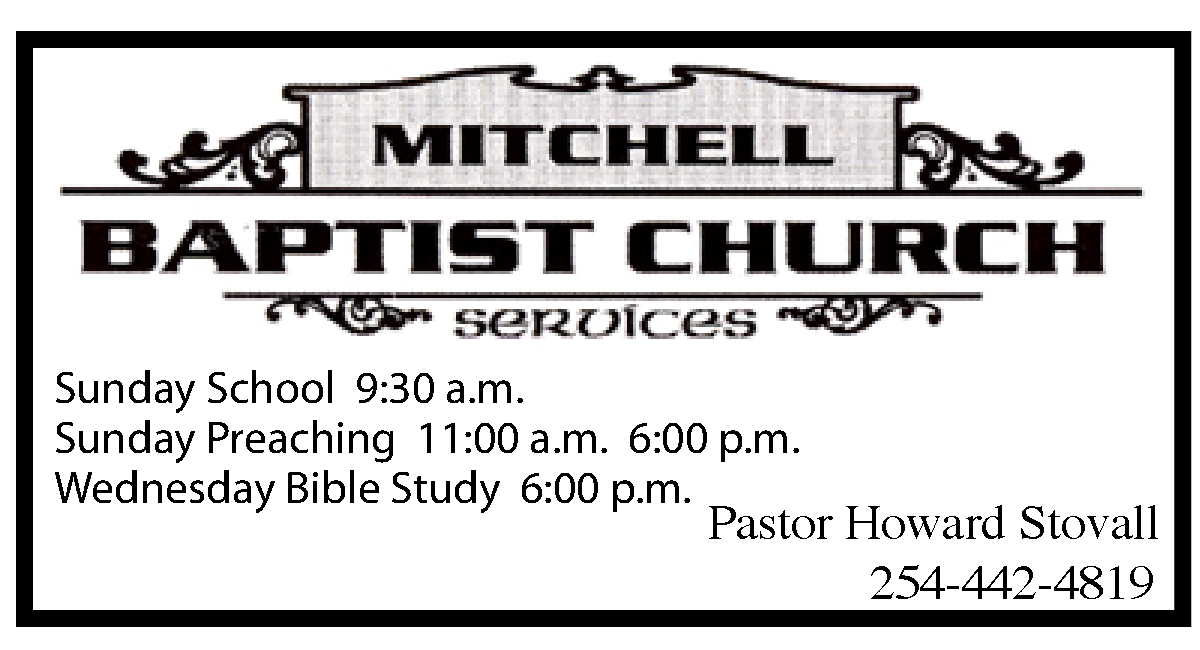 MITCHELL
BAPTIST CHURCH
SERVICES
Sunday School 9:30 a.m.
Sunday Preaching 11:00 a.m. 6:00 p.m.
Wednesday Bible Study 6:00 p.m.
Pastor Howard Stovall
254-442-4819